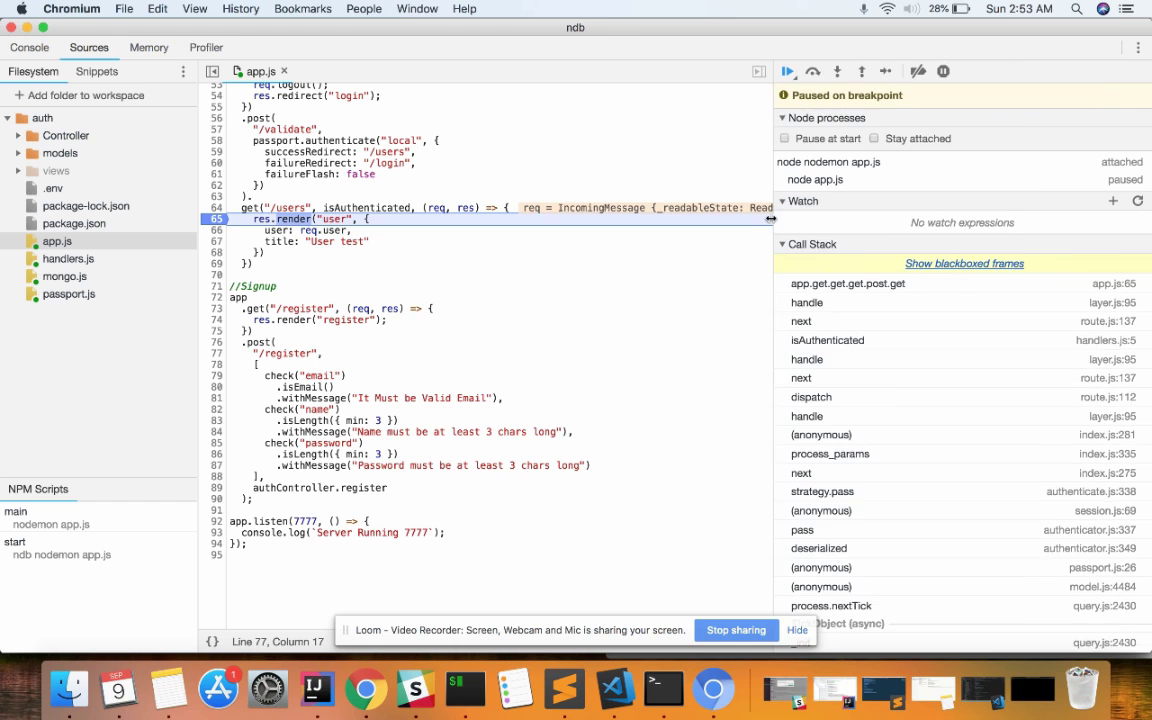 Chromium File Edit View History Bookmarks People Window Help 28% Sun 2:53 AM
ndb
Console Sources Memory Profiler
Filesystem Snippets
+ Add folder to workspace
auth
Controller
models
views
.env
package-lock.json
package.json
app.js
handlers.js
mongo.js
passport.js
NPM Scripts
main
nodemon app.js
start
ndb nodemon app.js
app.js ×
53 req.logout();
54 res.redirect("login");
55 })
56 .post(
57 "/validate",
58 passport.authenticate("local", {
59 successRedirect: "/users",
60 failureRedirect: "/login",
61 failureFlash: false
62 })
63 ).
64 get("/users", isAuthenticated, (req, res) => { req = IncomingMessage {_readableState: Read
65 res.render("user", {
66 user: req.user,
67 title: "User test"
68 })
69 })
70
71 //Signup
72 app
73 .get("/register", (req, res) => {
74 res.render("register");
75 })
76 .post(
77 "/register",
78 [
79 check("email")
80 .isEmail()
81 .withMessage("It Must be Valid Email"),
82 check("name")
83 .isLength({ min: 3 })
84 .withMessage("Name must be at least 3 chars long"),
85 check("password")
86 .isLength({ min: 3 })
87 .withMessage("Password must be at least 3 chars long")
88 ],
89 authController.register
90 );
91
92 app.listen(7777, () => {
93 console.log(`Server Running 7777`);
94 });
95
{} Line 77, Column 17
Paused on breakpoint
Node processes
Pause at start Stay attached
node nodemon app.js attached
node app.js paused
Watch
No watch expressions
Call Stack
Show blackboxed frames
app.get.get.get.post.get app.js:65
handle layer.js:95
next route.js:137
isAuthenticated handlers.js:5
handle layer.js:95
next route.js:137
dispatch route.js:112
handle layer.js:95
(anonymous) index.js:281
process_params index.js:335
next index.js:275
strategy.pass authenticate.js:338
(anonymous) session.js:69
pass authenticator.js:337
deserialized authenticator.js:349
(anonymous) passport.js:26
(anonymous) model.js:4484
process.nextTick query.js:2430
Object (async)
_init query.js:2430
Loom - Video Recorder: Screen, Webcam and Mic is sharing your screen. Stop sharing Hide
SEP
9
1
IJ